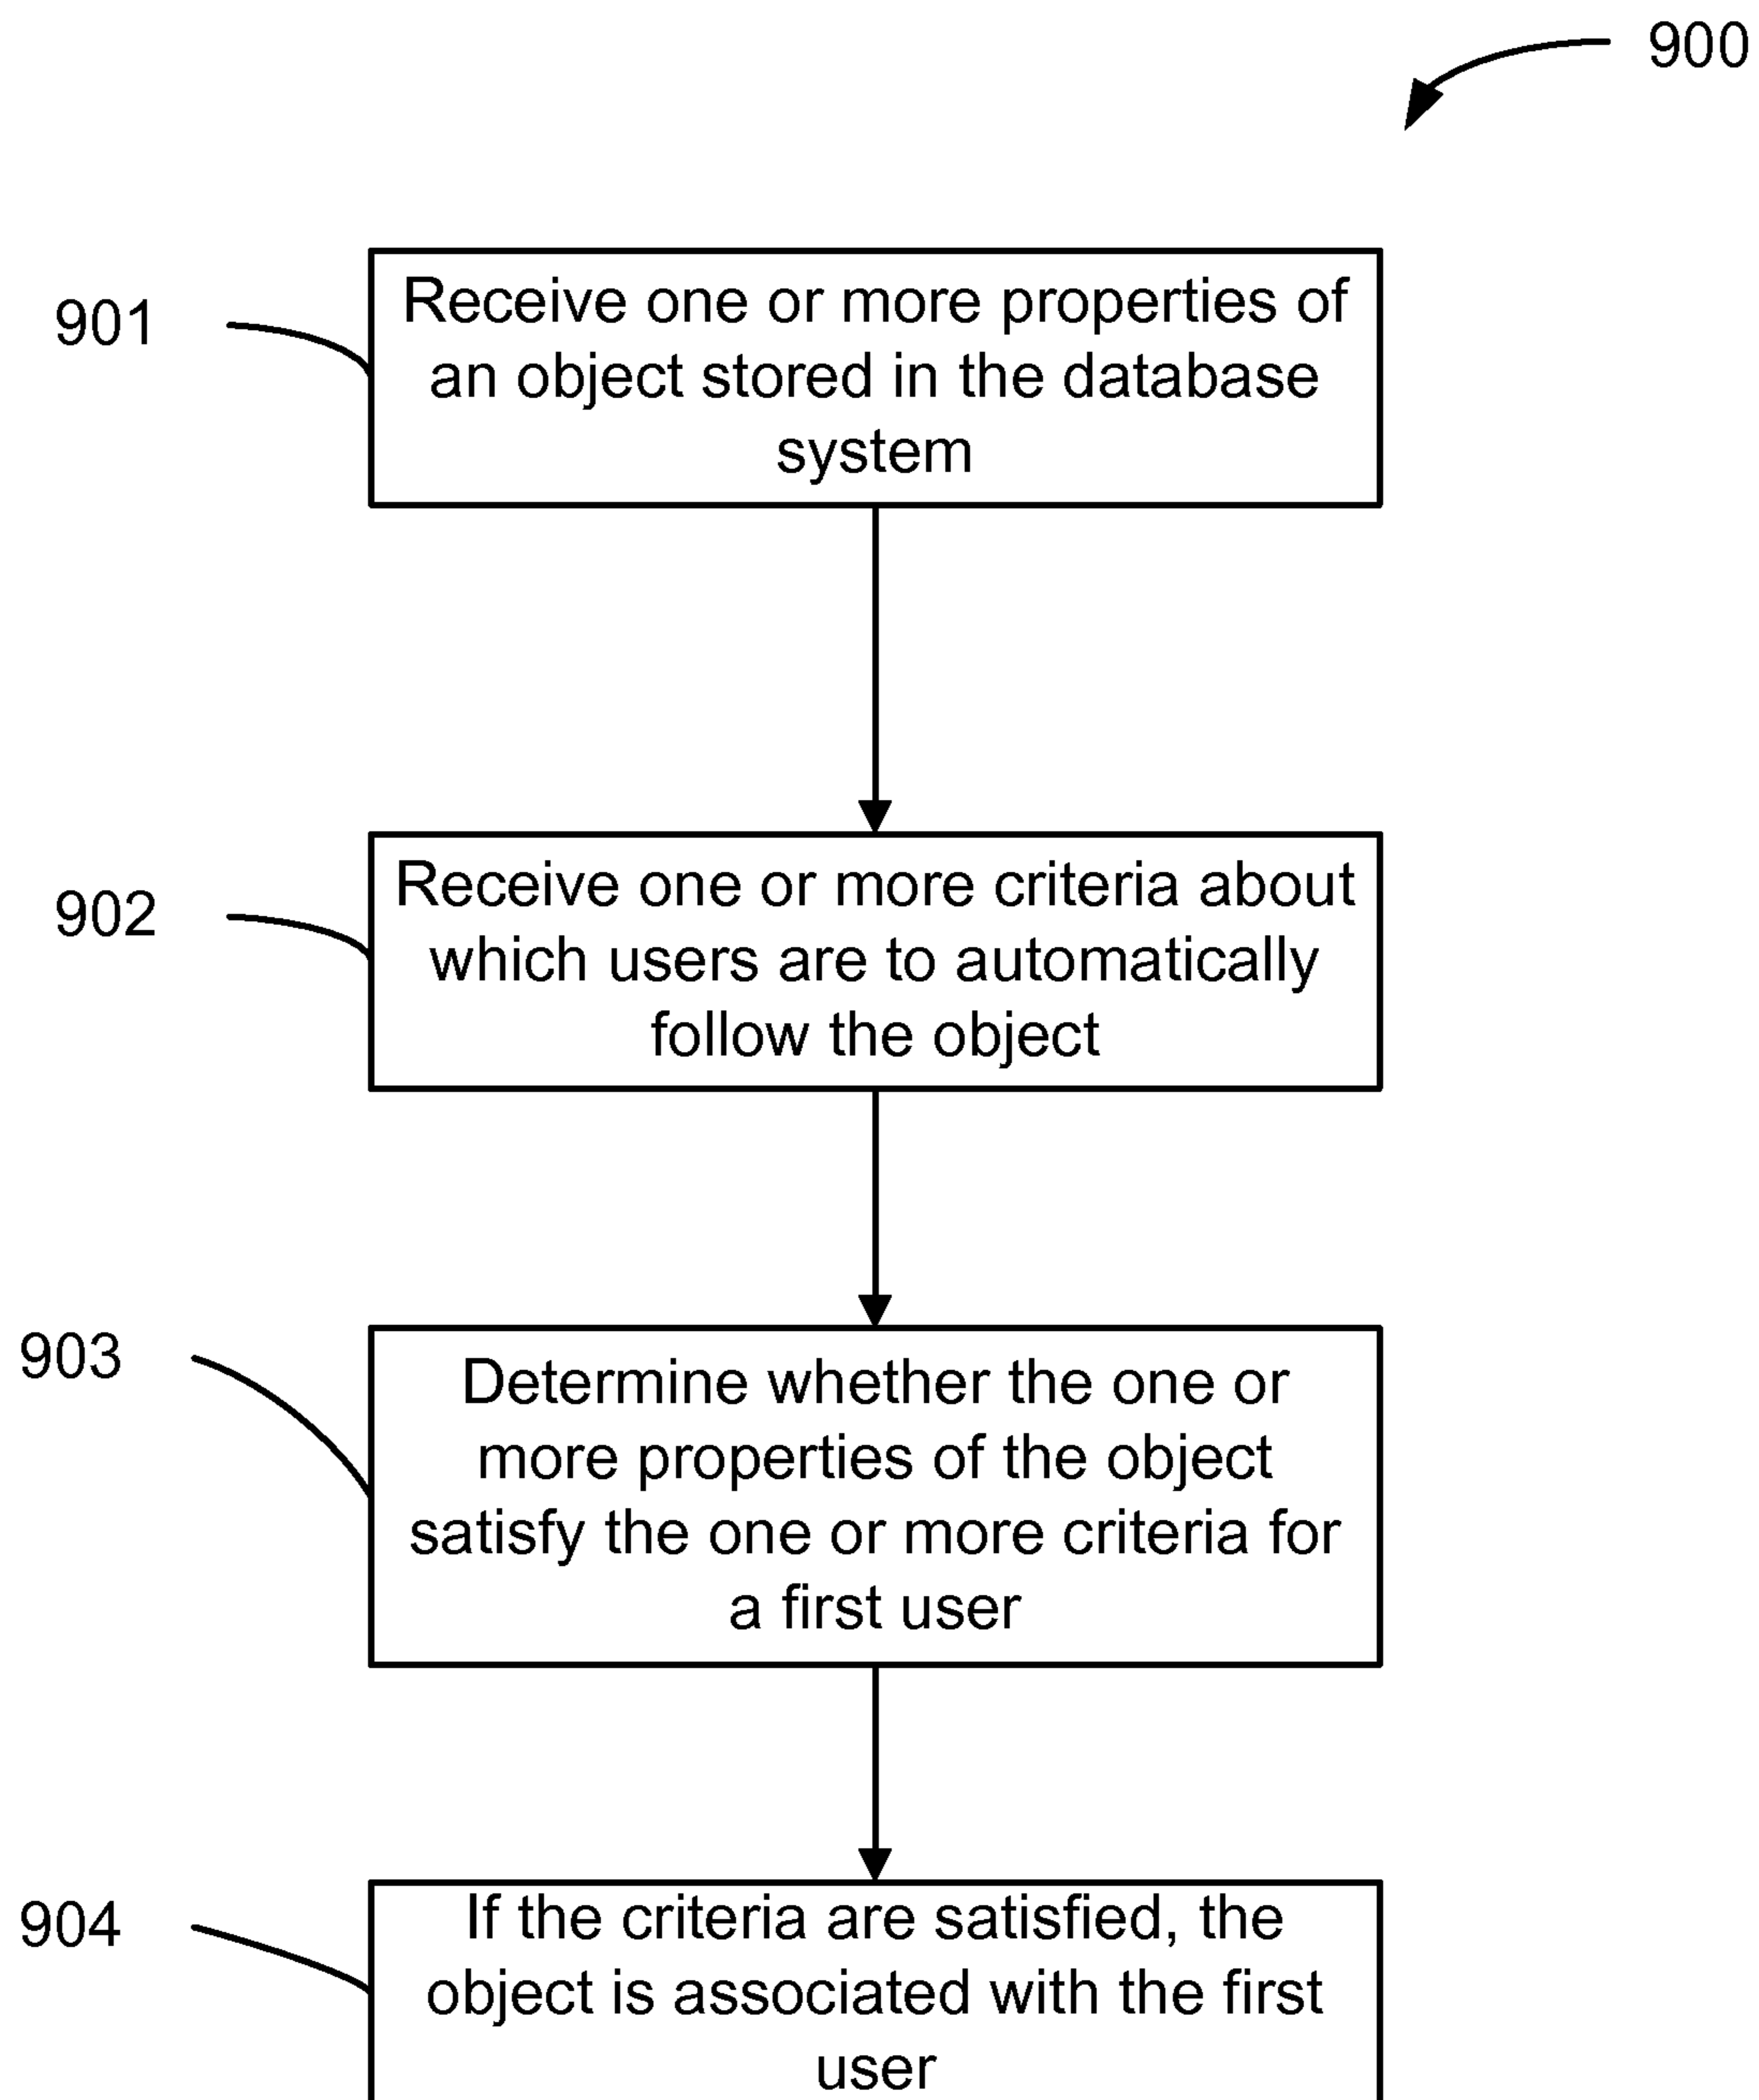 900
901
Receive one or more properties of
an object stored in the database
system
902
Receive one or more criteria about
which users are to automatically
follow the object
903
Determine whether the one or
more properties of the object
satisfy the one or more criteria for
a first user
904
If the criteria are satisfied, the
object is associated with the first
user